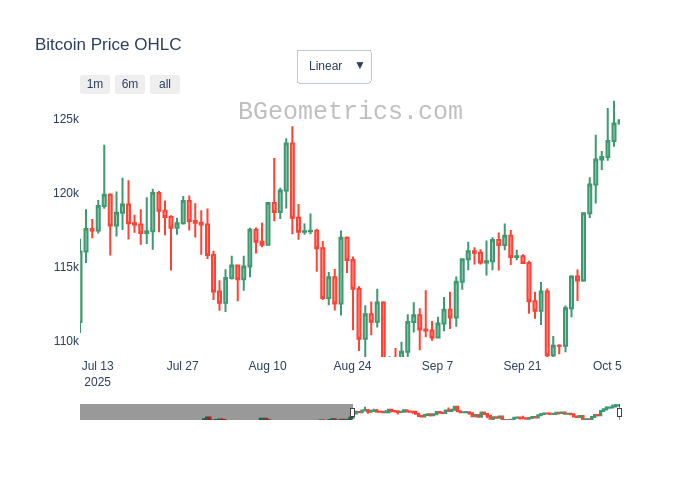 Bitcoin Price OHLC
Linear ▼
1m 6m all
BGeometrics.com
125k
120k
115k
110k
Jul 13 Jul 27 Aug 10 Aug 24 Sep 7 Sep 21 Oct 5
2025